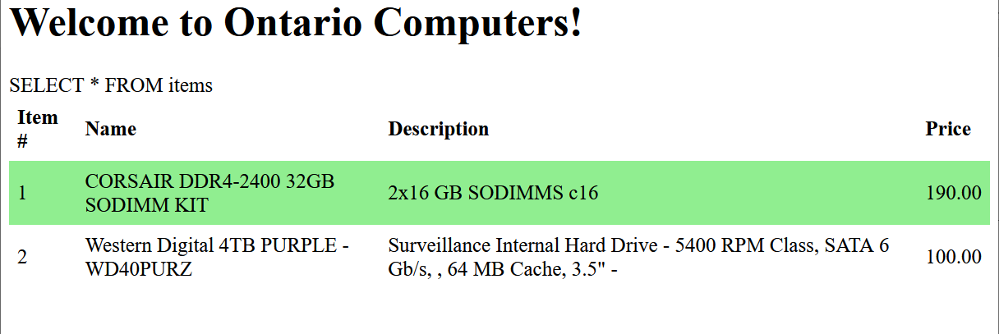 Welcome to Ontario Computers!
SELECT * FROM items
Item # Name Description Price
1 CORSAIR DDR4-2400 32GB SODIMM KIT 2x16 GB SODIMMS c16 190.00
2 Western Digital 4TB PURPLE - WD40PURZ Surveillance Internal Hard Drive - 5400 RPM Class, SATA 6 Gb/s, , 64 MB Cache, 3.5" - 100.00